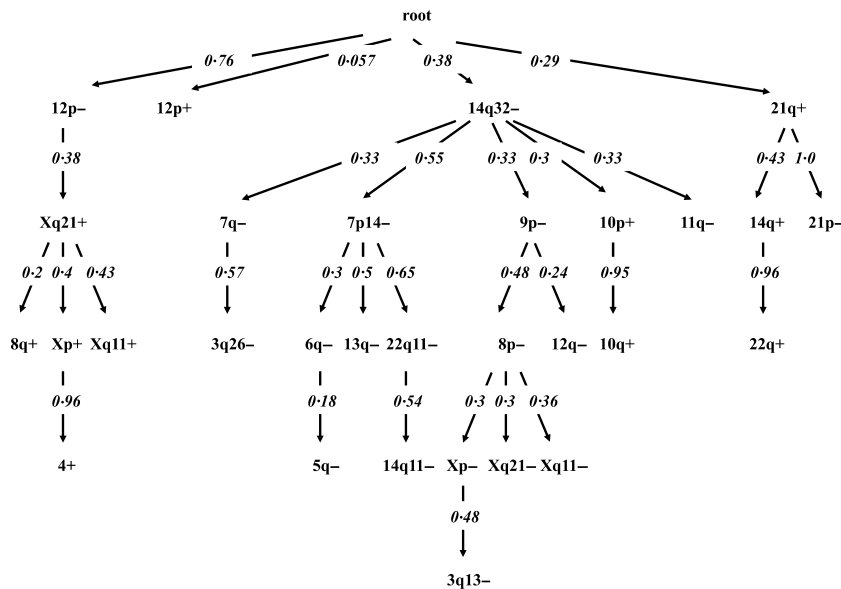 root
0·76 0·057 0·38 0·29
12p– 12p+ 14q32– 21q+
0·38 0·33 0·55 0·33 0·3 0·33 0·43 1·0
Xq21+ 7q– 7p14– 9p– 10p+ 11q– 14q+ 21p–
0·2 0·4 0·43 0·57 0·3 0·5 0·65 0·48 0·24 0·95 0·96
8q+ Xp+ Xq11+ 3q26– 6q– 13q– 22q11– 8p– 12q– 10q+ 22q+
0·96 0·18 0·54 0·3 0·3 0·36
4+ 5q– 14q11– Xp– Xq21– Xq11–
0·48
3q13–